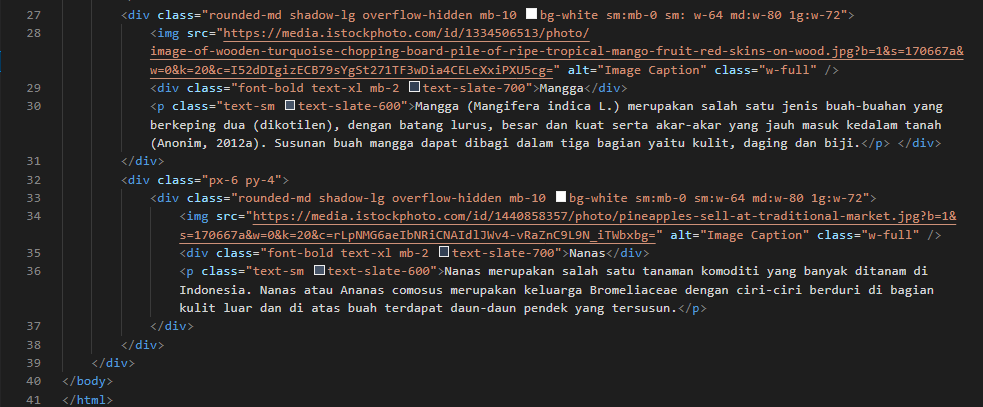 27 <div class="rounded-md shadow-lg overflow-hidden mb-10 bg-white sm:mb-0 sm: w-64 md:w-80 1g:w-72">
28 <img src="https://media.istockphoto.com/id/1334506513/photo/
image-of-wooden-turquoise-chopping-board-pile-of-ripe-tropical-mango-fruit-red-skins-on-wood.jpg?b=1&s=170667a&
w=0&k=20&c=I52dDIgizECB79sYgSt271TF3wDia4CELeXxiPXU5cg=" alt="Image Caption" class="w-full" />
29 <div class="font-bold text-xl mb-2 text-slate-700">Mangga</div>
30 <p class="text-sm text-slate-600">Mangga (Mangifera indica L.) merupakan salah satu jenis buah-buahan yang
berkeping dua (dikotilen), dengan batang lurus, besar dan kuat serta akar-akar yang jauh masuk kedalam tanah
(Anonim, 2012a). Susunan buah mangga dapat dibagi dalam tiga bagian yaitu kulit, daging dan biji.</p> </div>
31 </div>
32 <div class="px-6 py-4">
33 <div class="rounded-md shadow-lg overflow-hidden mb-10 bg-white sm:mb-0 sm:w-64 md:w-80 1g:w-72">
34 <img src="https://media.istockphoto.com/id/1440858357/photo/pineapples-sell-at-traditional-market.jpg?b=1&
s=170667a&w=0&k=20&c=rLpNMG6aeIbNRiCNAIdlJWv4-vRaZnC9L9N_iTWbxbg=" alt="Image Caption" class="w-full" />
35 <div class="font-bold text-xl mb-2 text-slate-700">Nanas</div>
36 <p class="text-sm text-slate-600">Nanas merupakan salah satu tanaman komoditi yang banyak ditanam di
Indonesia. Nanas atau Ananas comosus merupakan keluarga Bromeliaceae dengan ciri-ciri berduri di bagian
kulit luar dan di atas buah terdapat daun-daun pendek yang tersusun.</p>
37 </div>
38 </div>
39 </div>
40 </body>
41 </html>